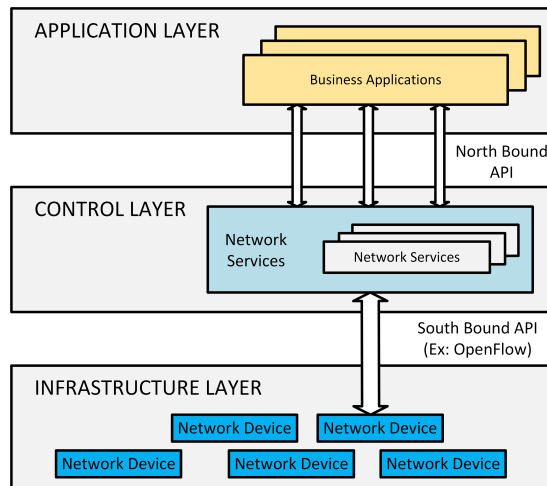 APPLICATION LAYER
Business Applications
North Bound
API
CONTROL LAYER
Network
Services
Network Services
South Bound API
(Ex: OpenFlow)
INFRASTRUCTURE LAYER
Network Device
Network Device
Network Device
Network Device
Network Device